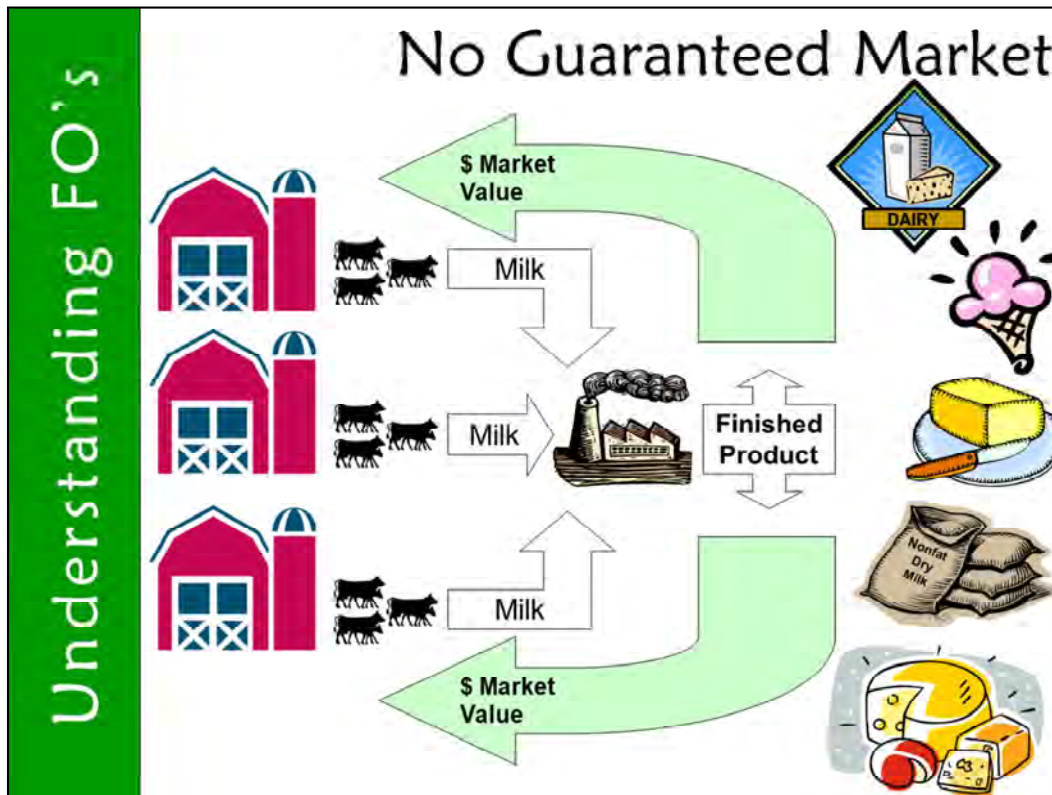 Understanding FO's
No Guaranteed Market
$ Market
Value
DAIRY
Milk
Milk
Finished
Product
Nonfat
Dry
Milk
Milk
$ Market
Value